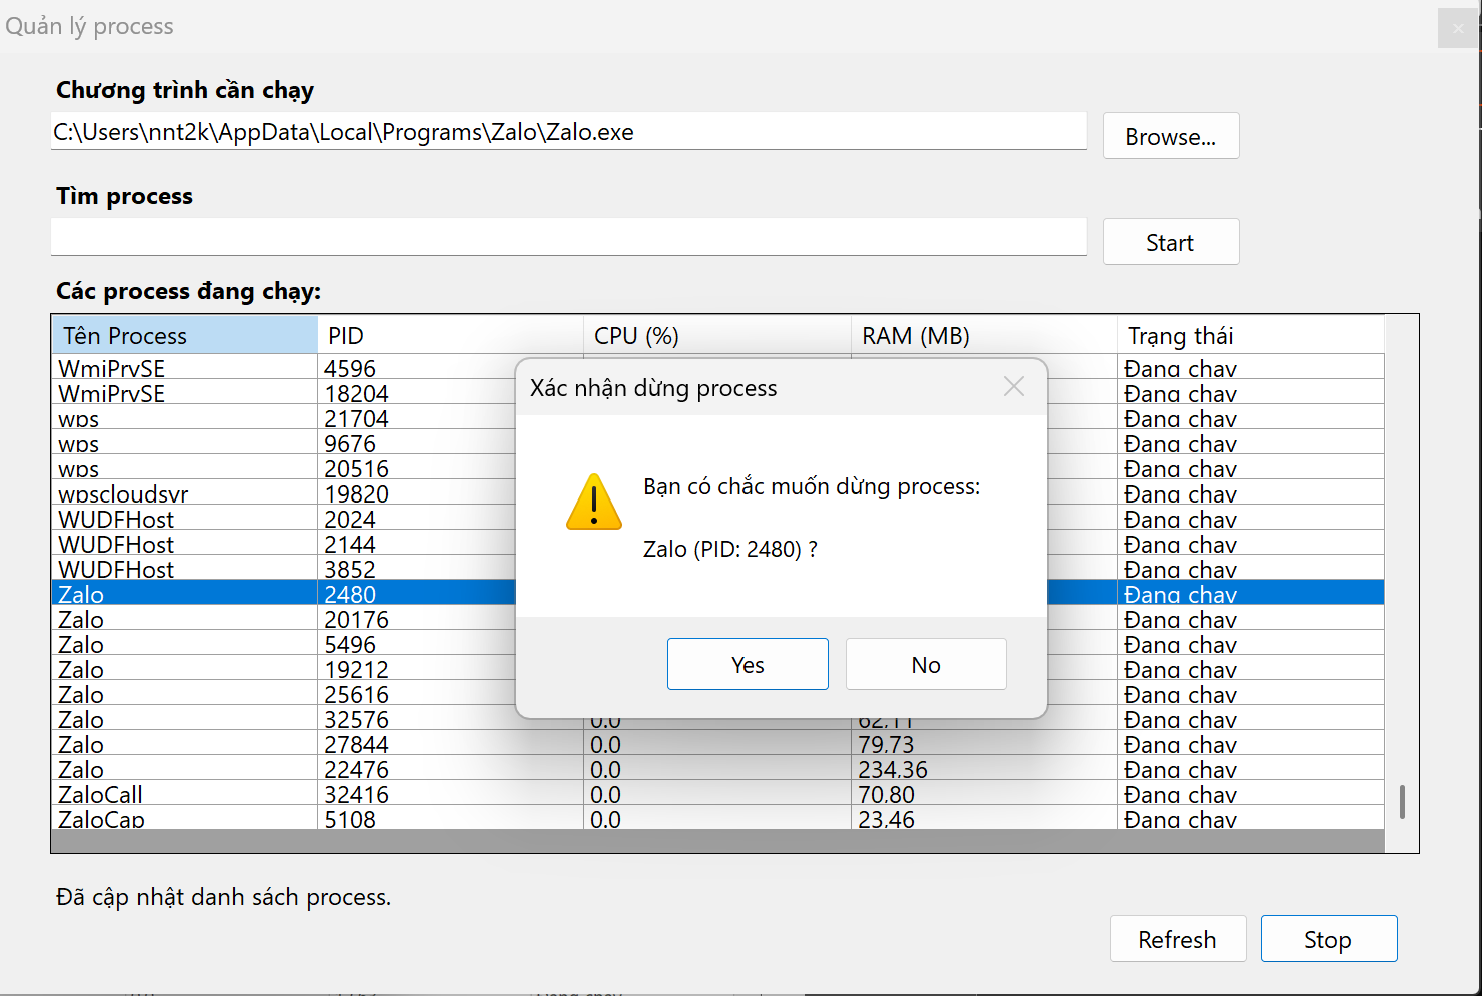 Quản lý process
Chương trình cần chạy
C:\Users\nnt2k\AppData\Local\Programs\Zalo\Zalo.exe
Browse...
Tìm process
Start
Các process đang chạy:
Tên Process PID CPU (%) RAM (MB) Trạng thái
WmiPrvSE 4596 Đang chạy
WmiPrvSE 18204 Đang chạy
wps 21704 Đang chạy
wps 9676 Đang chạy
wps 20516 Đang chạy
wpscloudsvr 19820 Đang chạy
WUDFHost 2024 Đang chạy
WUDFHost 2144 Đang chạy
WUDFHost 3852 Đang chạy
Zalo 2480 Đang chạy
Zalo 20176 Đang chạy
Zalo 5496 Đang chạy
Zalo 19212 Đang chạy
Zalo 25616 Đang chạy
Zalo 32576 0.0 62,11 Đang chạy
Zalo 27844 0.0 79,73 Đang chạy
Zalo 22476 0.0 234,36 Đang chạy
ZaloCall 32416 0.0 70,80 Đang chạy
ZaloCap 5108 0.0 23,46 Đang chạy
Xác nhận dừng process
Bạn có chắc muốn dừng process:
Zalo (PID: 2480) ?
Yes No
Đã cập nhật danh sách process.
Refresh Stop